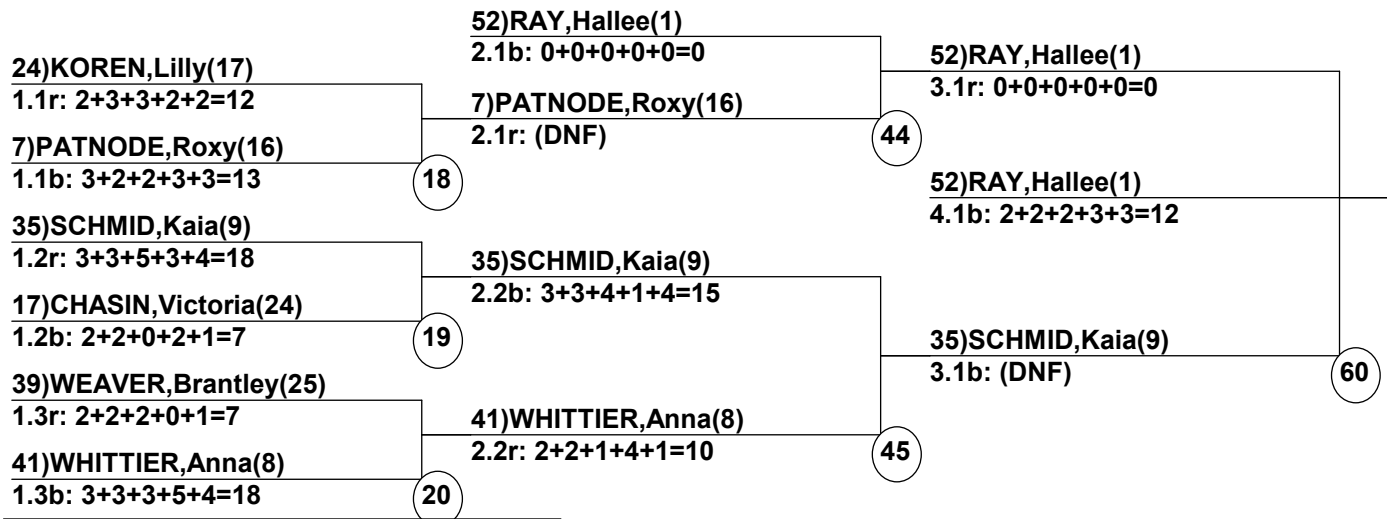 24)KOREN,Lilly(17)
1.1r: 2+3+3+2+2=12
7)PATNODE,Roxy(16)
1.1b: 3+2+2+3+3=13
18
35)SCHMID,Kaia(9)
1.2r: 3+3+5+3+4=18
17)CHASIN,Victoria(24)
1.2b: 2+2+0+2+1=7
19
39)WEAVER,Brantley(25)
1.3r: 2+2+2+0+1=7
41)WHITTIER,Anna(8)
1.3b: 3+3+3+5+4=18
20
52)RAY,Hallee(1)
2.1b: 0+0+0+0+0=0
7)PATNODE,Roxy(16)
2.1r: (DNF)
44
35)SCHMID,Kaia(9)
2.2b: 3+3+4+1+4=15
41)WHITTIER,Anna(8)
2.2r: 2+2+1+4+1=10
45
52)RAY,Hallee(1)
3.1r: 0+0+0+0+0=0
52)RAY,Hallee(1)
4.1b: 2+2+2+3+3=12
35)SCHMID,Kaia(9)
3.1b: (DNF)
60